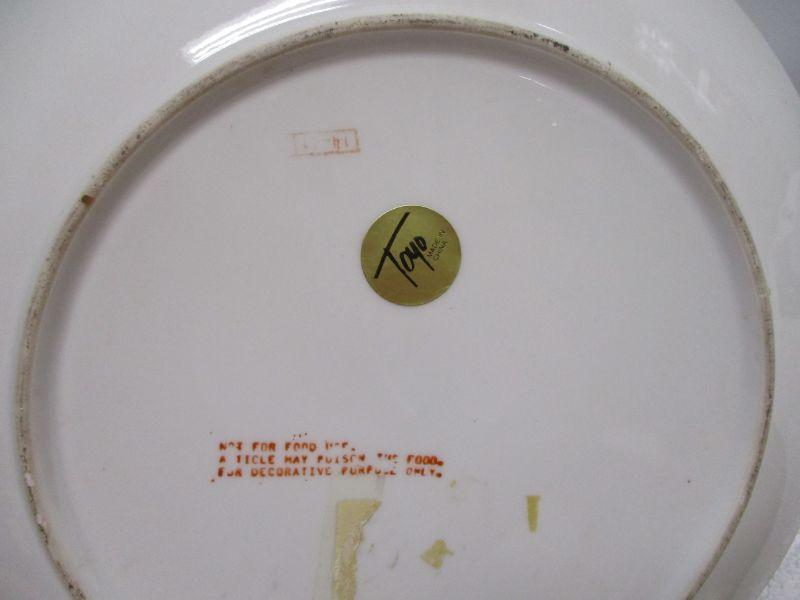 Toyo
MADE IN
CHINA
NOT FOR FOOD USE.
A TICLE MAY POISON THE FOOD.
FOR DECORATIVE PURPOSE ONLY.